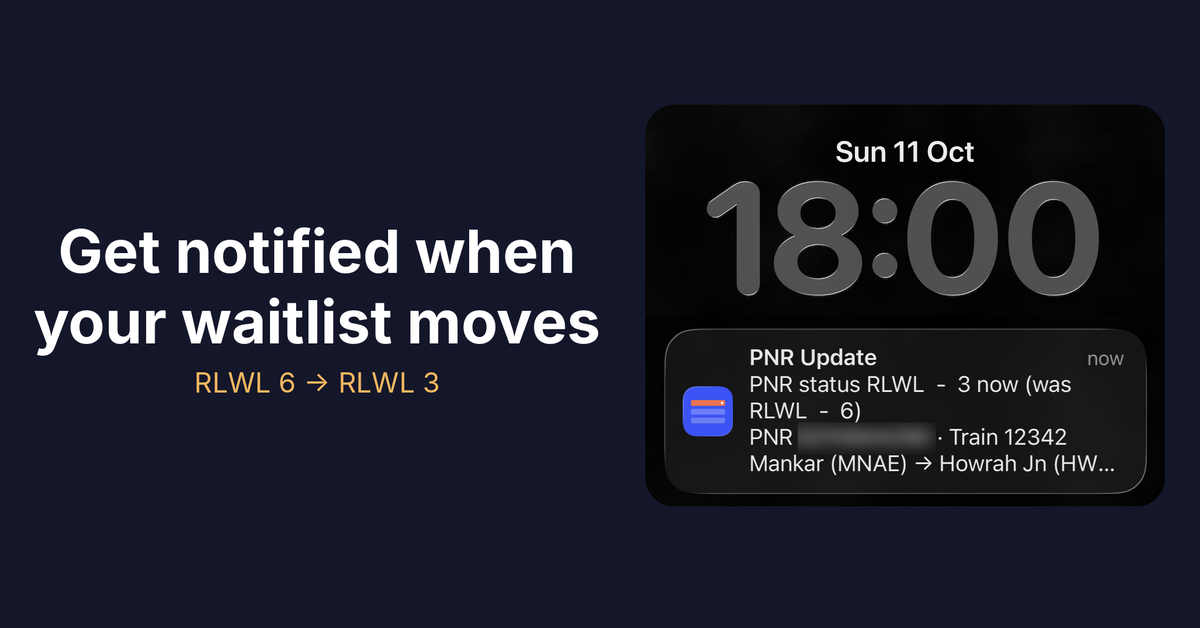 Get notified when
your waitlist moves
RLWL 6 → RLWL 3
Sun 11 Oct
18:00
PNR Update now
PNR status RLWL - 3 now (was
RLWL - 6)
PNR · Train 12342
Mankar (MNAE) → Howrah Jn (HW...